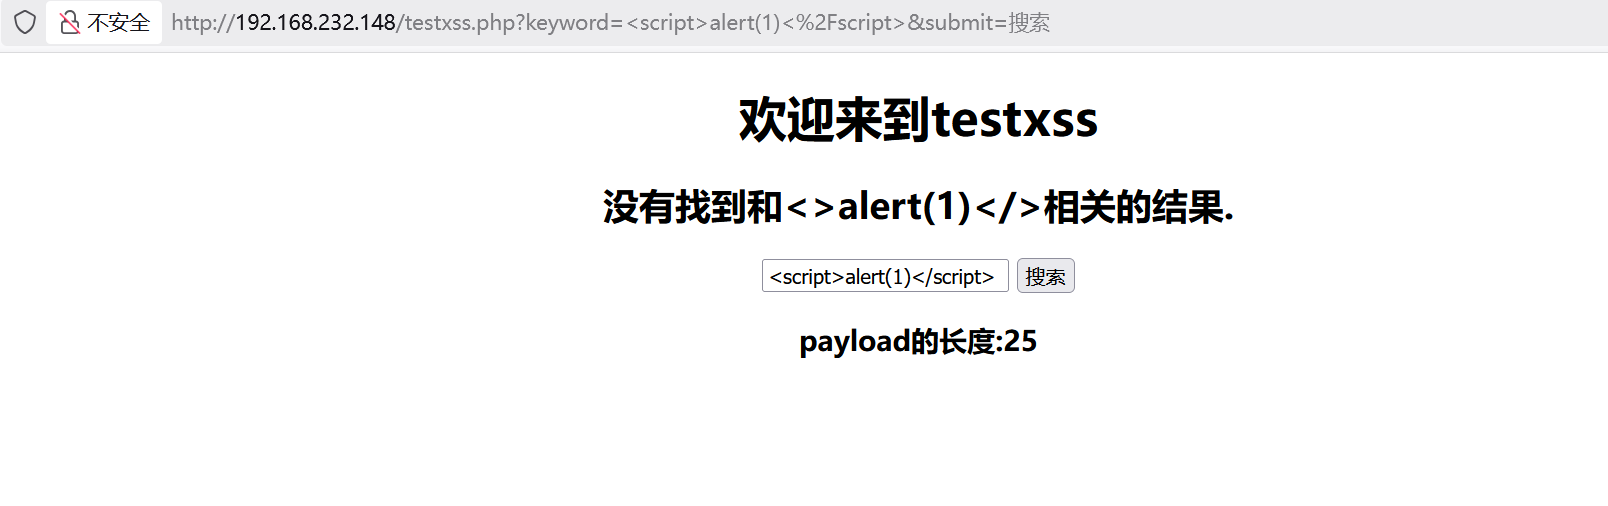 不安全 http://192.168.232.148/testxss.php?keyword=<script>alert(1)<%2Fscript>&submit=搜索
欢迎来到testxss
没有找到和<>alert(1)</>相关的结果.
<script>alert(1)</script> 搜索
payload的长度:25